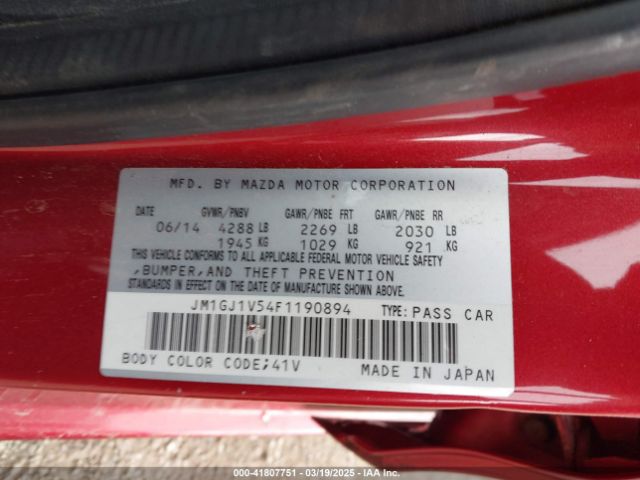 MFD. BY MAZDA MOTOR CORPORATION
DATE GVWR/PNBV GAWR/PNBE FRT GAWR/PNBE RR
06/14 4288 LB 2269 LB 2030 LB
1945 KG 1029 KG 921 KG
THIS VEHICLE CONFORMS TO ALL APPLICABLE FEDERAL MOTOR VEHICLE SAFETY
,BUMPER,AND THEFT PREVENTION
STANDARDS IN EFFECT ON THE DATE OF MANUFACTURE SHOWN ABOVE.
JM1GJ1V54F1190894 TYPE:PASS CAR
BODY COLOR CODE;41V MADE IN JAPAN
000-41807751 — 03/19/2025 — IAA Inc.